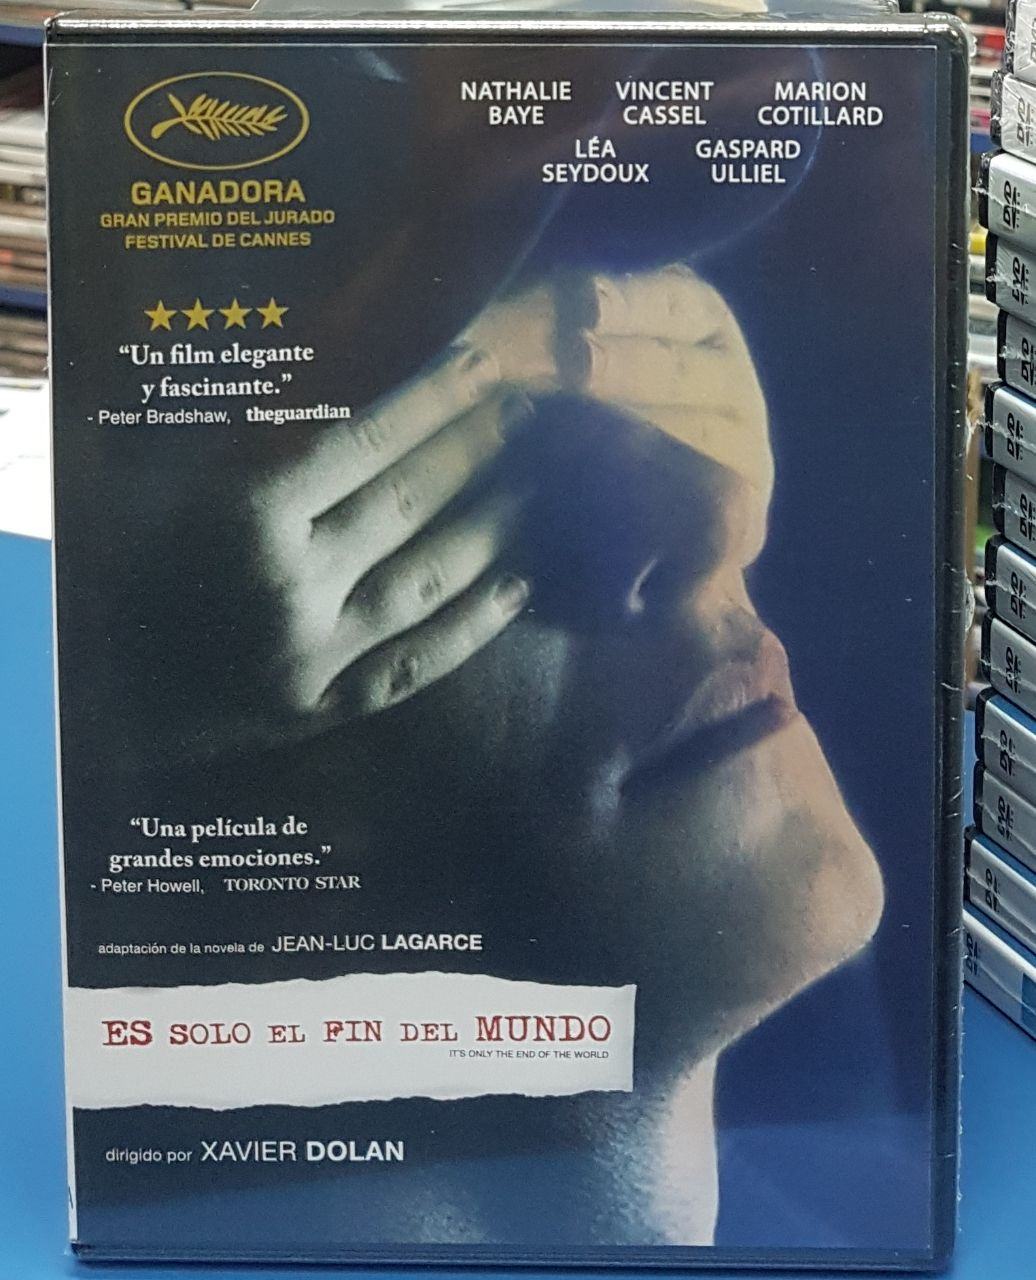 GANADORA
GRAN PREMIO DEL JURADO
FESTIVAL DE CANNES
NATHALIE BAYE
VINCENT CASSEL
MARION COTILLARD
LÉA SEYDOUX
GASPARD ULLIEL
“Un film elegante
y fascinante.”
- Peter Bradshaw, theguardian
“Una película de
grandes emociones.”
- Peter Howell, TORONTO STAR
adaptación de la novela de JEAN-LUC LAGARCE
ES SOLO EL FIN DEL MUNDO
IT'S ONLY THE END OF THE WORLD
dirigido por XAVIER DOLAN